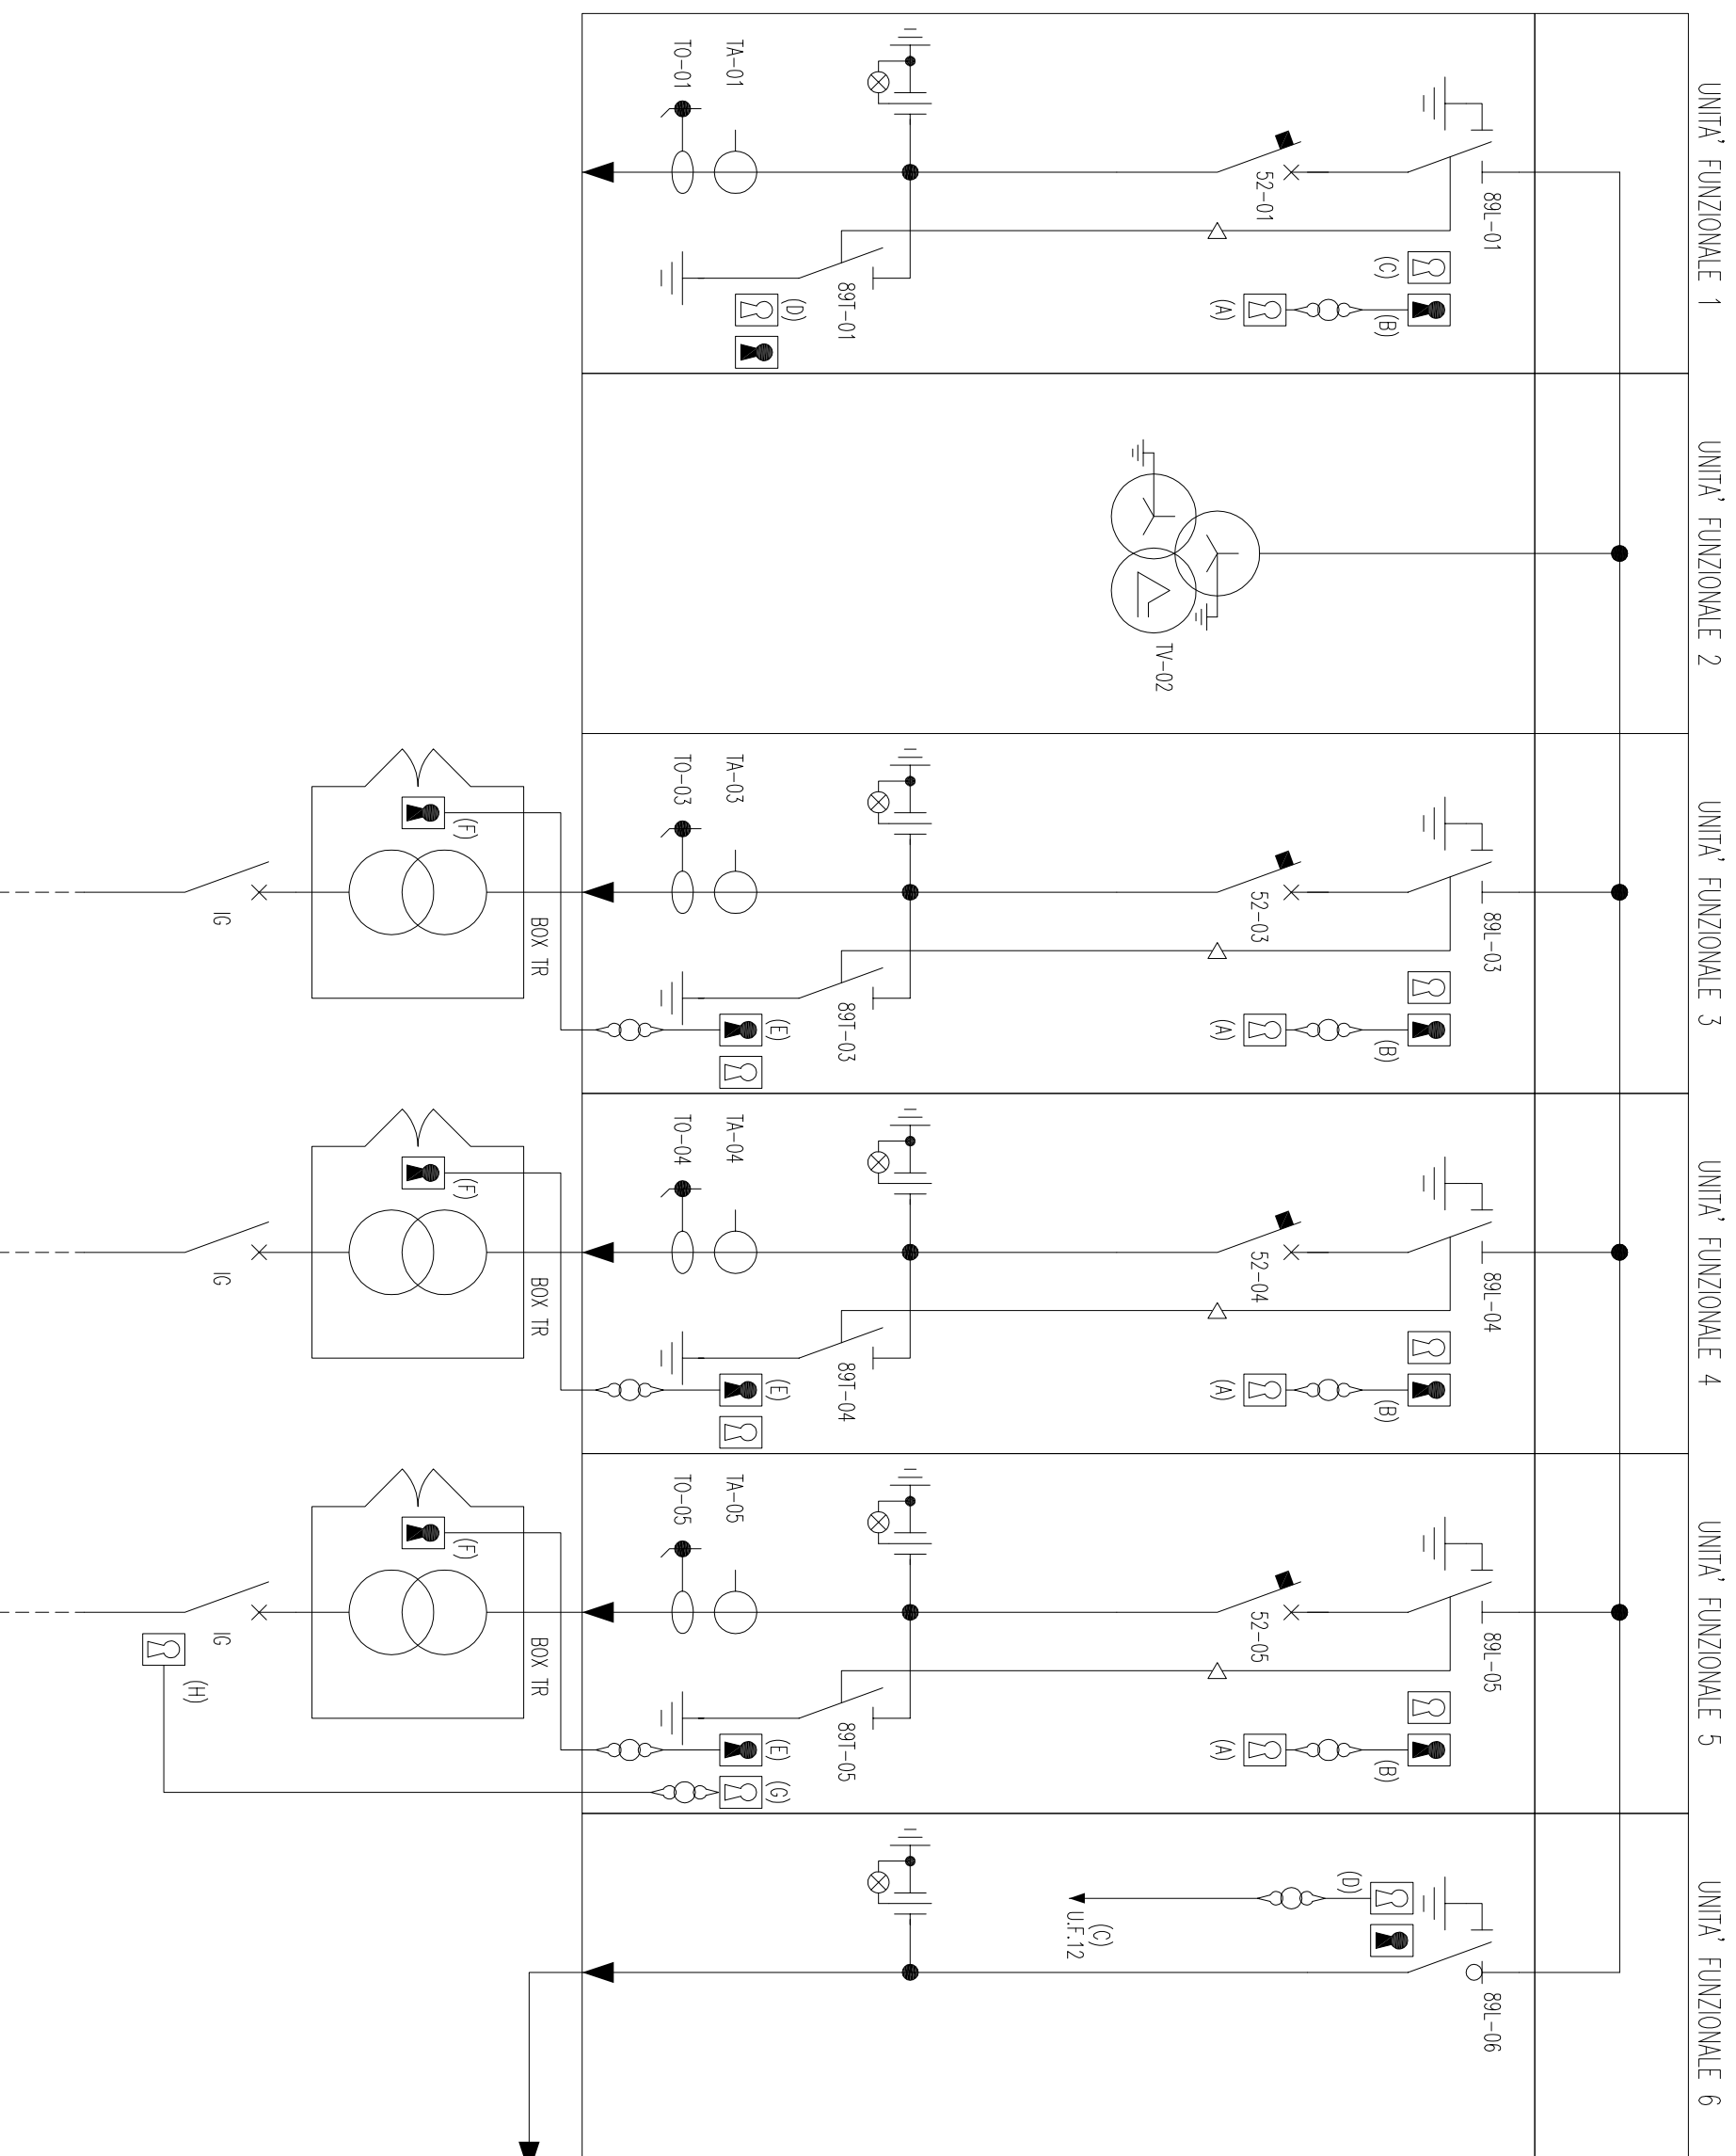 UNITA' FUNZIONALE 1
UNITA' FUNZIONALE 2
UNITA' FUNZIONALE 3
UNITA' FUNZIONALE 4
UNITA' FUNZIONALE 5
UNITA' FUNZIONALE 6
89L-01
(C)
(B)
52-01
(A)
89T-01
(D)
TA-01
TO-01
TV-02
89L-03
(B)
52-03
(A)
89T-03
(E)
TA-03
TO-03
BOX TR
(F)
IG
89L-04
(B)
52-04
(A)
89T-04
(E)
TA-04
TO-04
BOX TR
(F)
IG
89L-05
(B)
52-05
(A)
89T-05
(E)
(G)
TA-05
TO-05
BOX TR
(F)
IG
(H)
89L-06
(D)
(C)
U.F.12